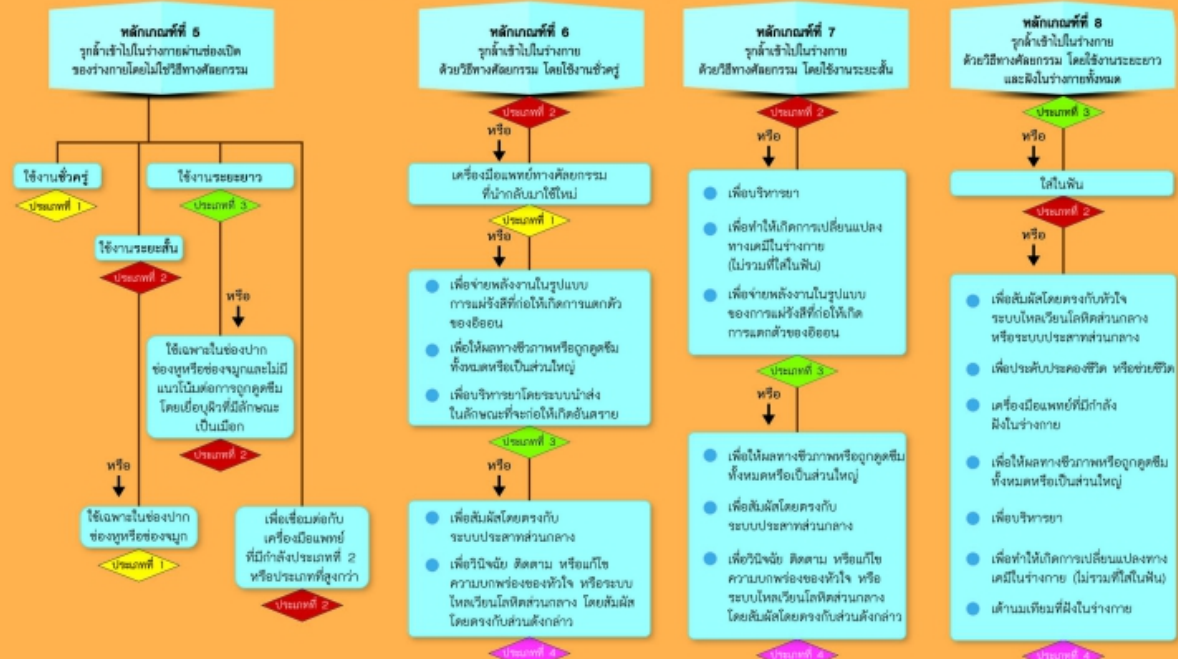 หลักเกณฑ์ที่ 5
รุกล้ำเข้าไปในร่างกายผ่านช่องเปิด
ของร่างกายโดยไม่ใช่วิธีทางศัลยกรรม
ใช้งานชั่วครู่
ประเภทที่ 1
ใช้งานระยะยาว
ประเภทที่ 3
ใช้งานระยะสั้น
ประเภทที่ 2
หรือ
ใช้เฉพาะในช่องปาก
ช่องหูหรือช่องจมูกและไม่มี
แนวโน้มต่อการถูกดูดซึม
โดยเยื่อบุผิวที่มีลักษณะ
เป็นเมือก
ประเภทที่ 2
หรือ
ใช้เฉพาะในช่องปาก
ช่องหูหรือช่องจมูก
ประเภทที่ 1
เพื่อเชื่อมต่อกับ
เครื่องมือแพทย์
ที่มีกำลังประเภทที่ 2
หรือประเภทที่สูงกว่า
ประเภทที่ 2
หลักเกณฑ์ที่ 6
รุกล้ำเข้าไปในร่างกาย
ด้วยวิธีทางศัลยกรรม โดยใช้งานชั่วครู่
ประเภทที่ 2
หรือ
เครื่องมือแพทย์ทางศัลยกรรม
ที่นำกลับมาใช้ใหม่
ประเภทที่ 1
หรือ
เพื่อจ่ายพลังงานในรูปแบบ
การแผ่รังสีที่ก่อให้เกิดการแตกตัว
ของอิออน
เพื่อให้ผลทางชีวภาพหรือถูกดูดซึม
ทั้งหมดหรือเป็นส่วนใหญ่
เพื่อบริหารยาโดยระบบนำส่ง
ในลักษณะที่จะก่อให้เกิดอันตราย
ประเภทที่ 3
หรือ
เพื่อสัมผัสโดยตรงกับ
ระบบประสาทส่วนกลาง
เพื่อวินิจฉัย ติดตาม หรือแก้ไข
ความบกพร่องของหัวใจ หรือระบบ
ไหลเวียนโลหิตส่วนกลาง โดยสัมผัส
โดยตรงกับส่วนดังกล่าว
ประเภทที่ 4
หลักเกณฑ์ที่ 7
รุกล้ำเข้าไปในร่างกาย
ด้วยวิธีทางศัลยกรรม โดยใช้งานระยะสั้น
ประเภทที่ 2
หรือ
เพื่อบริหารยา
เพื่อทำให้เกิดการเปลี่ยนแปลง
ทางเคมีในร่างกาย
(ไม่รวมที่ใส่ในฟัน)
เพื่อจ่ายพลังงานในรูปแบบ
ของการแผ่รังสีที่ก่อให้เกิด
การแตกตัวของอิออน
ประเภทที่ 3
หรือ
เพื่อให้ผลทางชีวภาพหรือถูกดูดซึม
ทั้งหมดหรือเป็นส่วนใหญ่
เพื่อสัมผัสโดยตรงกับ
ระบบประสาทส่วนกลาง
เพื่อวินิจฉัย ติดตาม หรือแก้ไข
ความบกพร่องของหัวใจ หรือ
ระบบไหลเวียนโลหิตส่วนกลาง
โดยสัมผัสโดยตรงกับส่วนดังกล่าว
ประเภทที่ 4
หลักเกณฑ์ที่ 8
รุกล้ำเข้าไปในร่างกาย
ด้วยวิธีทางศัลยกรรม โดยใช้งานระยะยาว
และฝังในร่างกายทั้งหมด
ประเภทที่ 3
หรือ
ใส่ในฟัน
ประเภทที่ 2
หรือ
เพื่อสัมผัสโดยตรงกับหัวใจ
ระบบไหลเวียนโลหิตส่วนกลาง
หรือระบบประสาทส่วนกลาง
เพื่อประคับประคองชีวิต หรือช่วยชีวิต
เครื่องมือแพทย์ที่มีกำลัง
ฝังในร่างกาย
เพื่อให้ผลทางชีวภาพหรือถูกดูดซึม
ทั้งหมดหรือเป็นส่วนใหญ่
เพื่อบริหารยา
เพื่อทำให้เกิดการเปลี่ยนแปลงทาง
เคมีในร่างกาย (ไม่รวมที่ใส่ในฟัน)
เต้านมเทียมที่ฝังในร่างกาย
ประเภทที่ 4